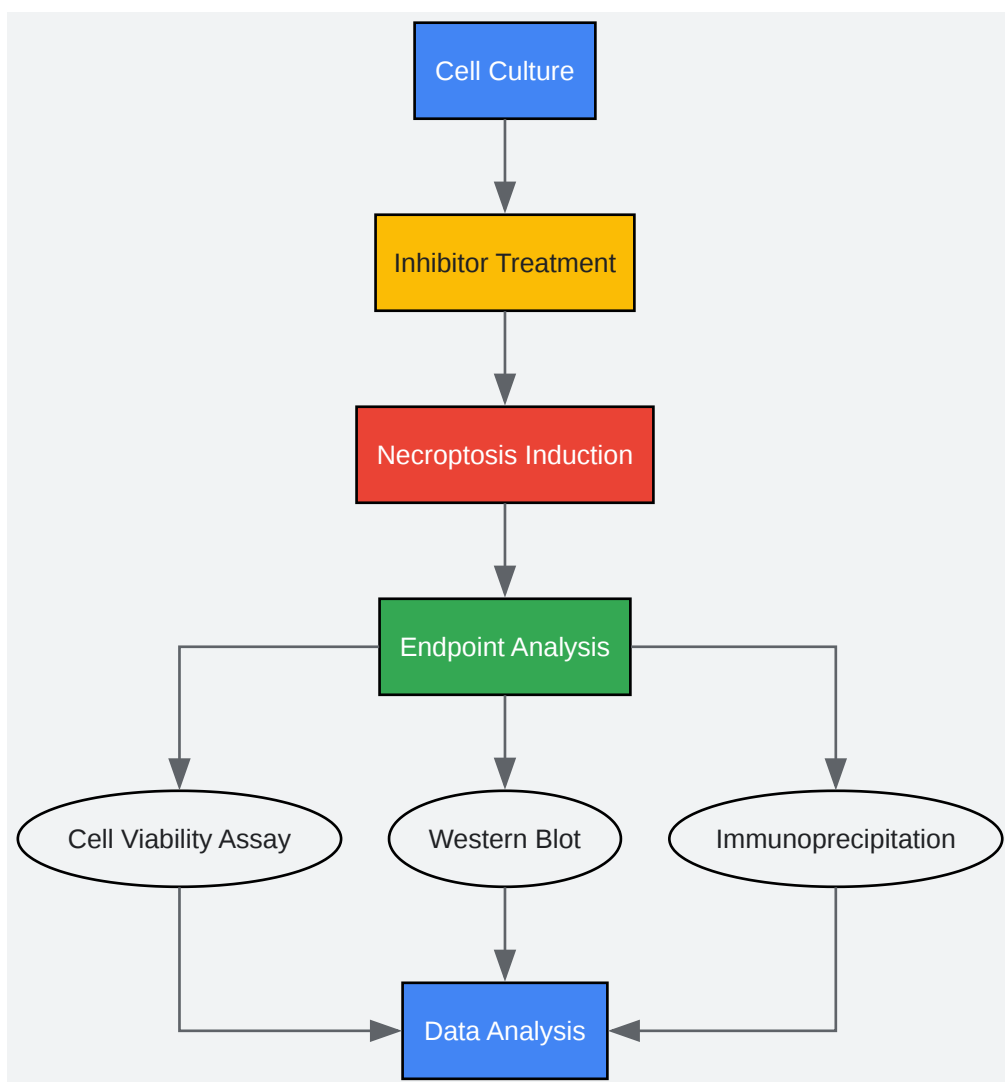 Cell Culture
Inhibitor Treatment
Necroptosis Induction
Endpoint Analysis
Cell Viability Assay
Western Blot
Immunoprecipitation
Data Analysis